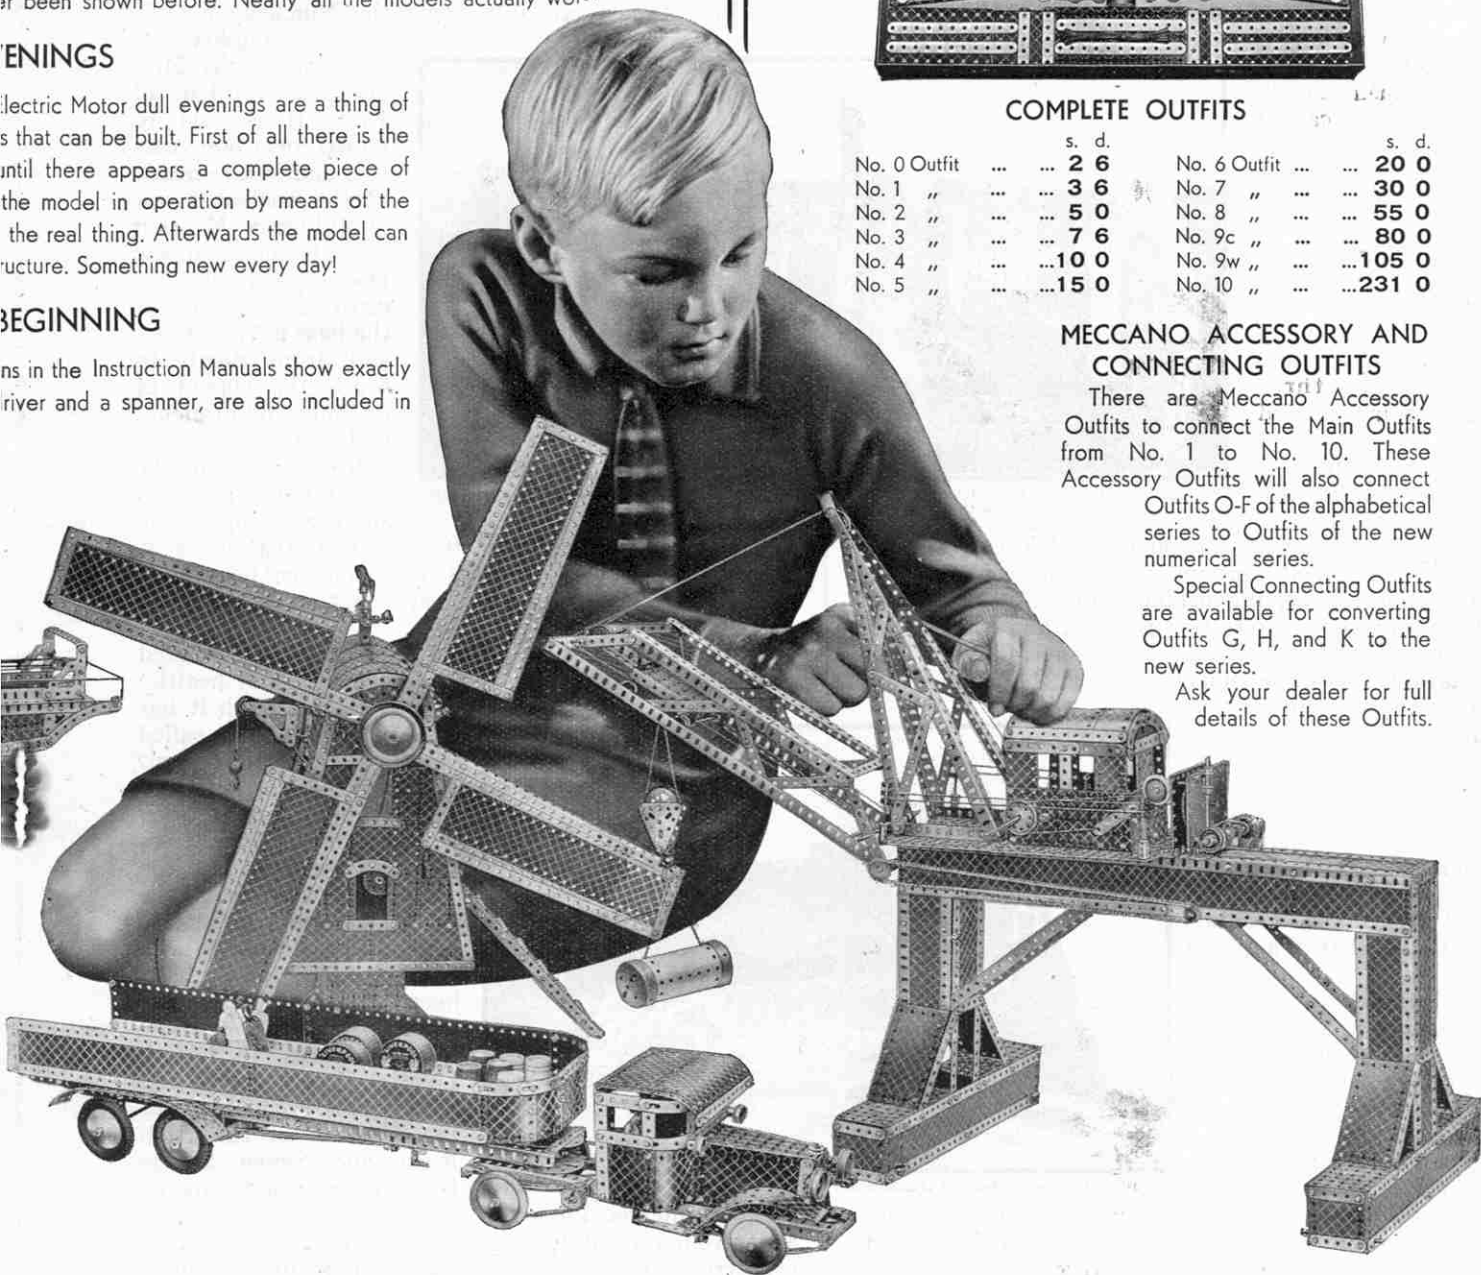 been shown before. Nearly all the models actually
ENINGS
lectric Motor dull evenings are a thing of
s that can be built. First of all there is the
ntil there appears a complete piece of
the model in operation by means of the
the real thing. Afterwards the model can
ructure. Something new every day!
BEGINNING
ns in the Instruction Manuals show exactly
river and a spanner, are also included in
COMPLETE OUTFITS
s. d. s. d.
No. 0 Outfit ... ... 2 6 No. 6 Outfit ... ... 20 0
No. 1 „ ... ... 3 6 No. 7 „ ... ... 30 0
No. 2 „ ... ... 5 0 No. 8 „ ... ... 55 0
No. 3 „ ... ... 7 6 No. 9c „ ... ... 80 0
No. 4 „ ... ...10 0 No. 9w „ ... ...105 0
No. 5 „ ... ...15 0 No. 10 „ ... ...231 0
MECCANO ACCESSORY AND
CONNECTING OUTFITS
There are Meccano Accessory
Outfits to connect the Main Outfits
from No. 1 to No. 10. These
Accessory Outfits will also connect
Outfits O-F of the alphabetical
series to Outfits of the new
numerical series.
Special Connecting Outfits
are available for converting
Outfits G, H, and K to the
new series.
Ask your dealer for full
details of these Outfits.